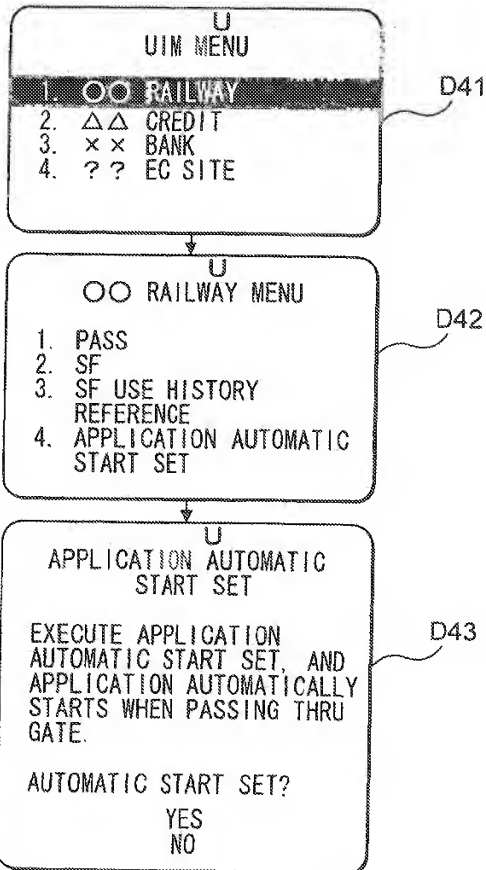 U
UIM MENU
1. ○○ RAILWAY
2. △△ CREDIT
3. ×× BANK
4. ?? EC SITE
D41
U
○○ RAILWAY MENU
1. PASS
2. SF
3. SF USE HISTORY
REFERENCE
4. APPLICATION AUTOMATIC
START SET
D42
U
APPLICATION AUTOMATIC
START SET
EXECUTE APPLICATION
AUTOMATIC START SET, AND
APPLICATION AUTOMATICALLY
STARTS WHEN PASSING THRU
GATE.
AUTOMATIC START SET?
YES
NO
D43